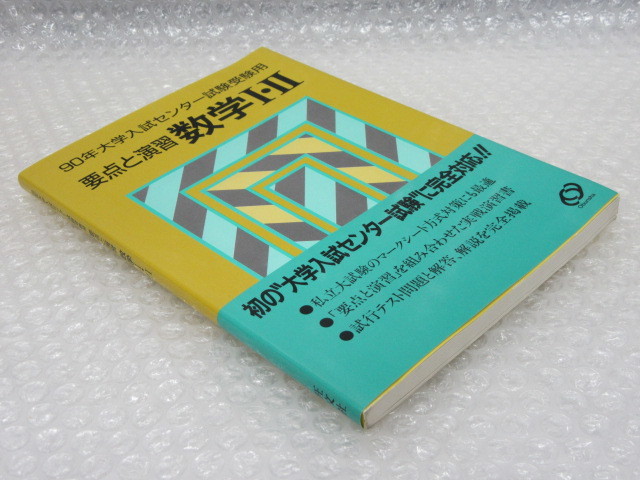 90年大学入試センター試験受験用
要点と演習 数学I・II
初の"大学入試センター試験"に完全対応!!
●私立大試験のマークシート方式対策にも最適
●「要点と演習」を組み合わせた実戦演習書
●試行テスト問題と解答、解説を完全掲載
Obunsha